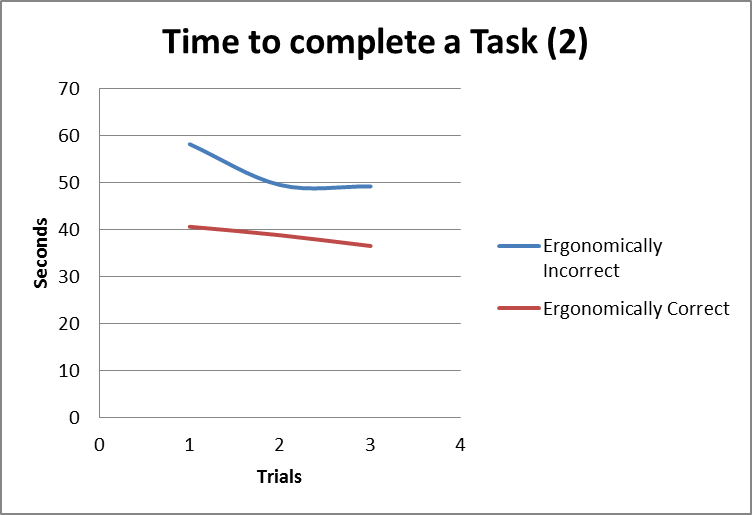 Time to complete a Task (2)
70
60
50
40
30
20
10
0
Seconds
0 1 2 3 4
Trials
Ergonomically
Incorrect
Ergonomically Correct